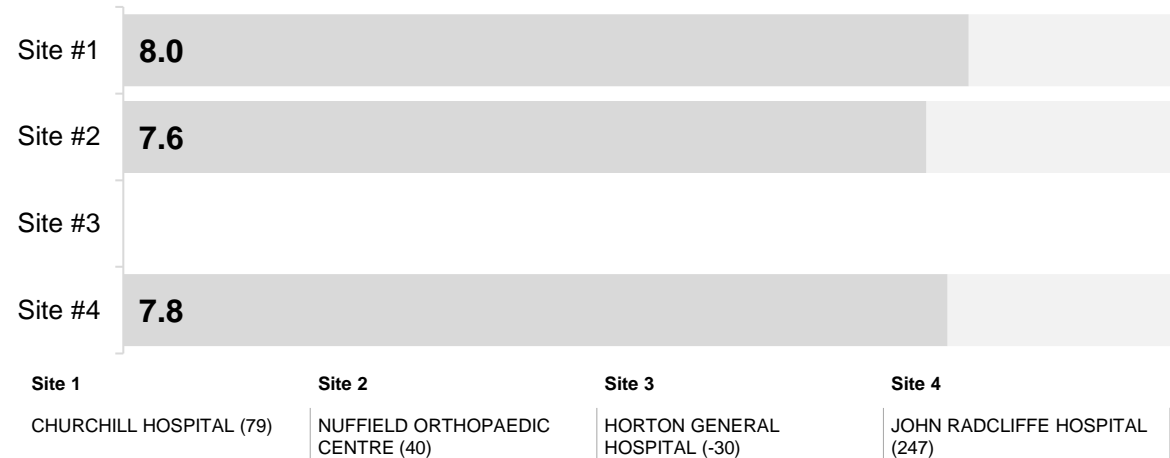 Site #1
8.0
Site #2
7.6
Site #3
Site #4
7.8
Site 1
CHURCHILL HOSPITAL (79)
Site 2
NUFFIELD ORTHOPAEDIC
CENTRE (40)
Site 3
HORTON GENERAL
HOSPITAL (-30)
Site 4
JOHN RADCLIFFE HOSPITAL
(247)